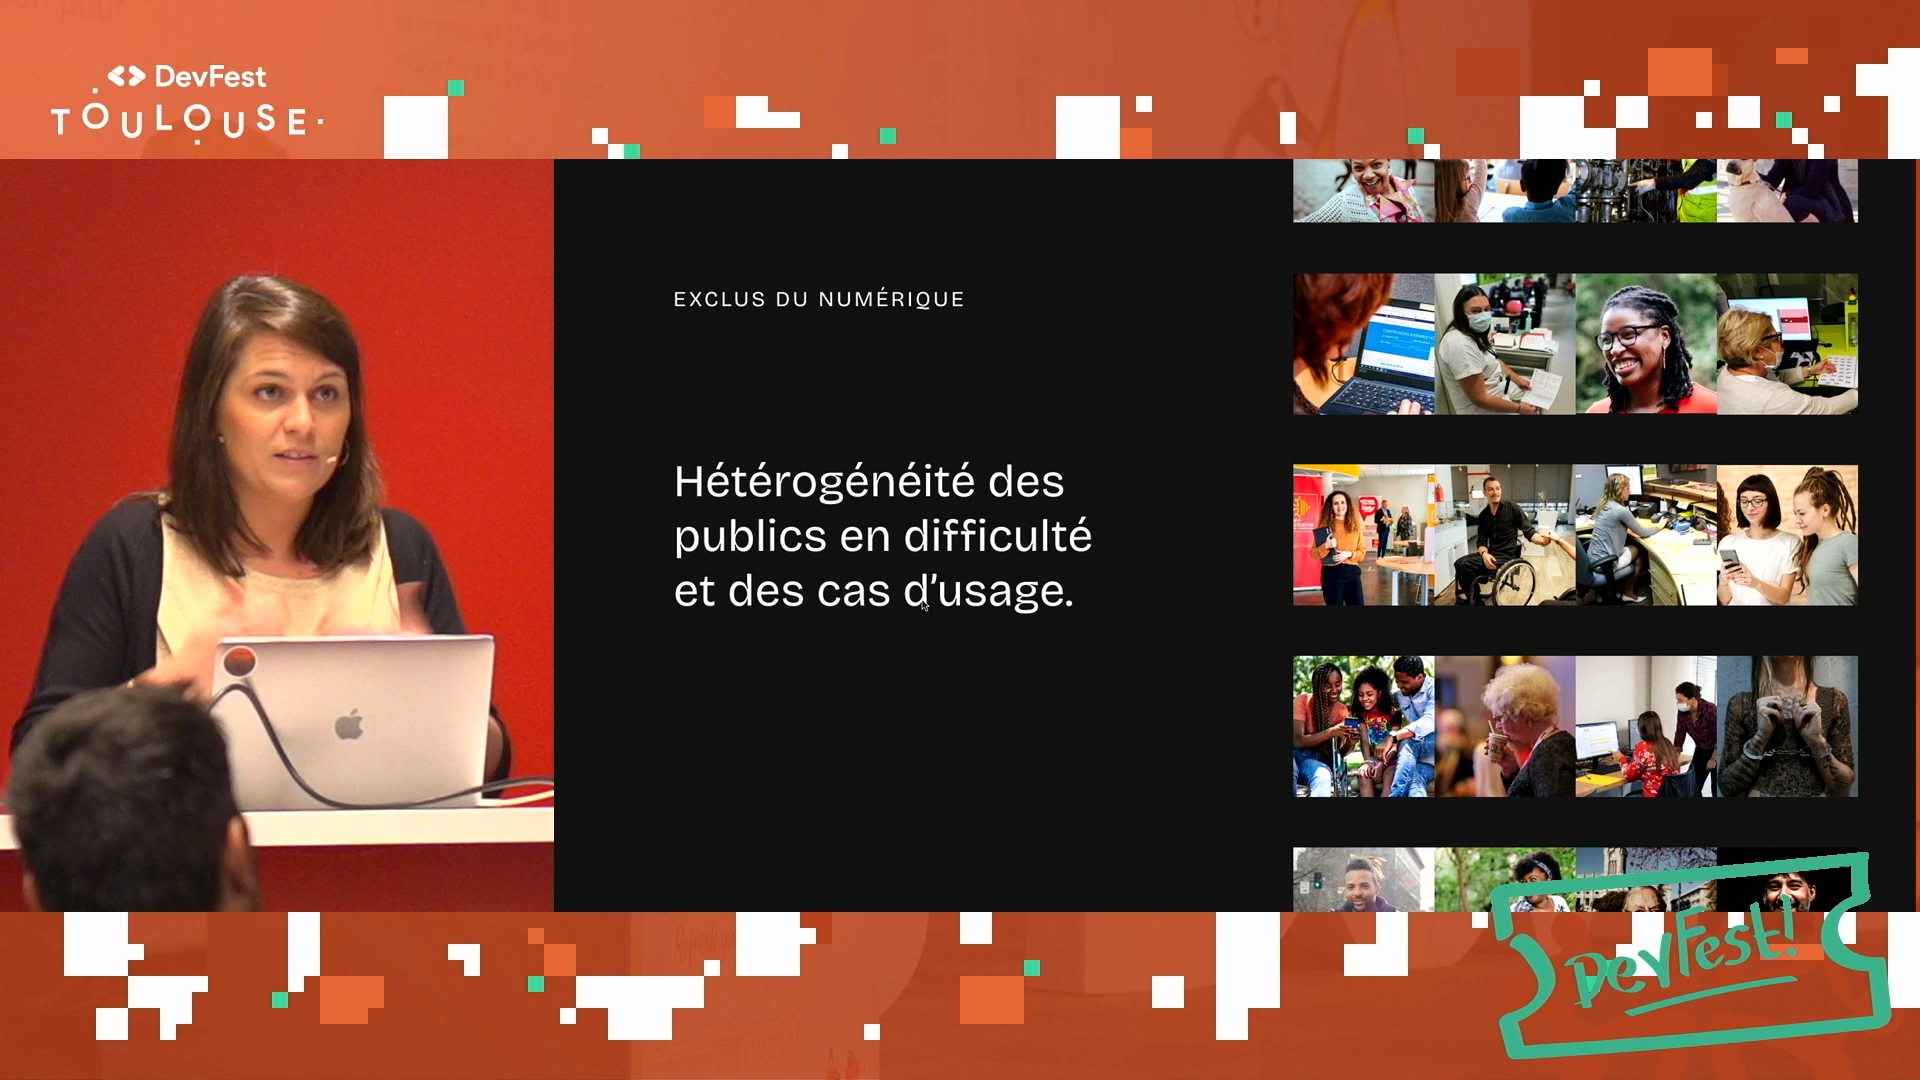 DevFest
TOULOUSE
EXCLUS DU NUMÉRIQUE
Hétérogénéité des
publics en difficulté
et des cas d'usage.
DevFest!